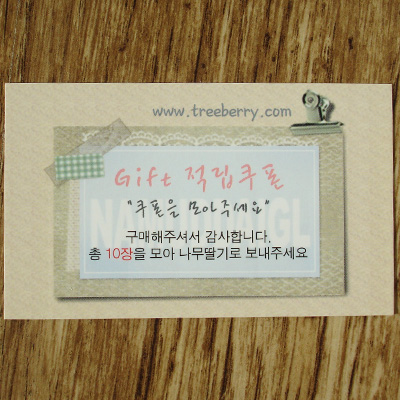 www.treeberry.com
Gift 적립쿠폰
"쿠폰을 모아주세요"
구매해주셔서 감사합니다.
총 10장을 모아 나무딸기로 보내주세요